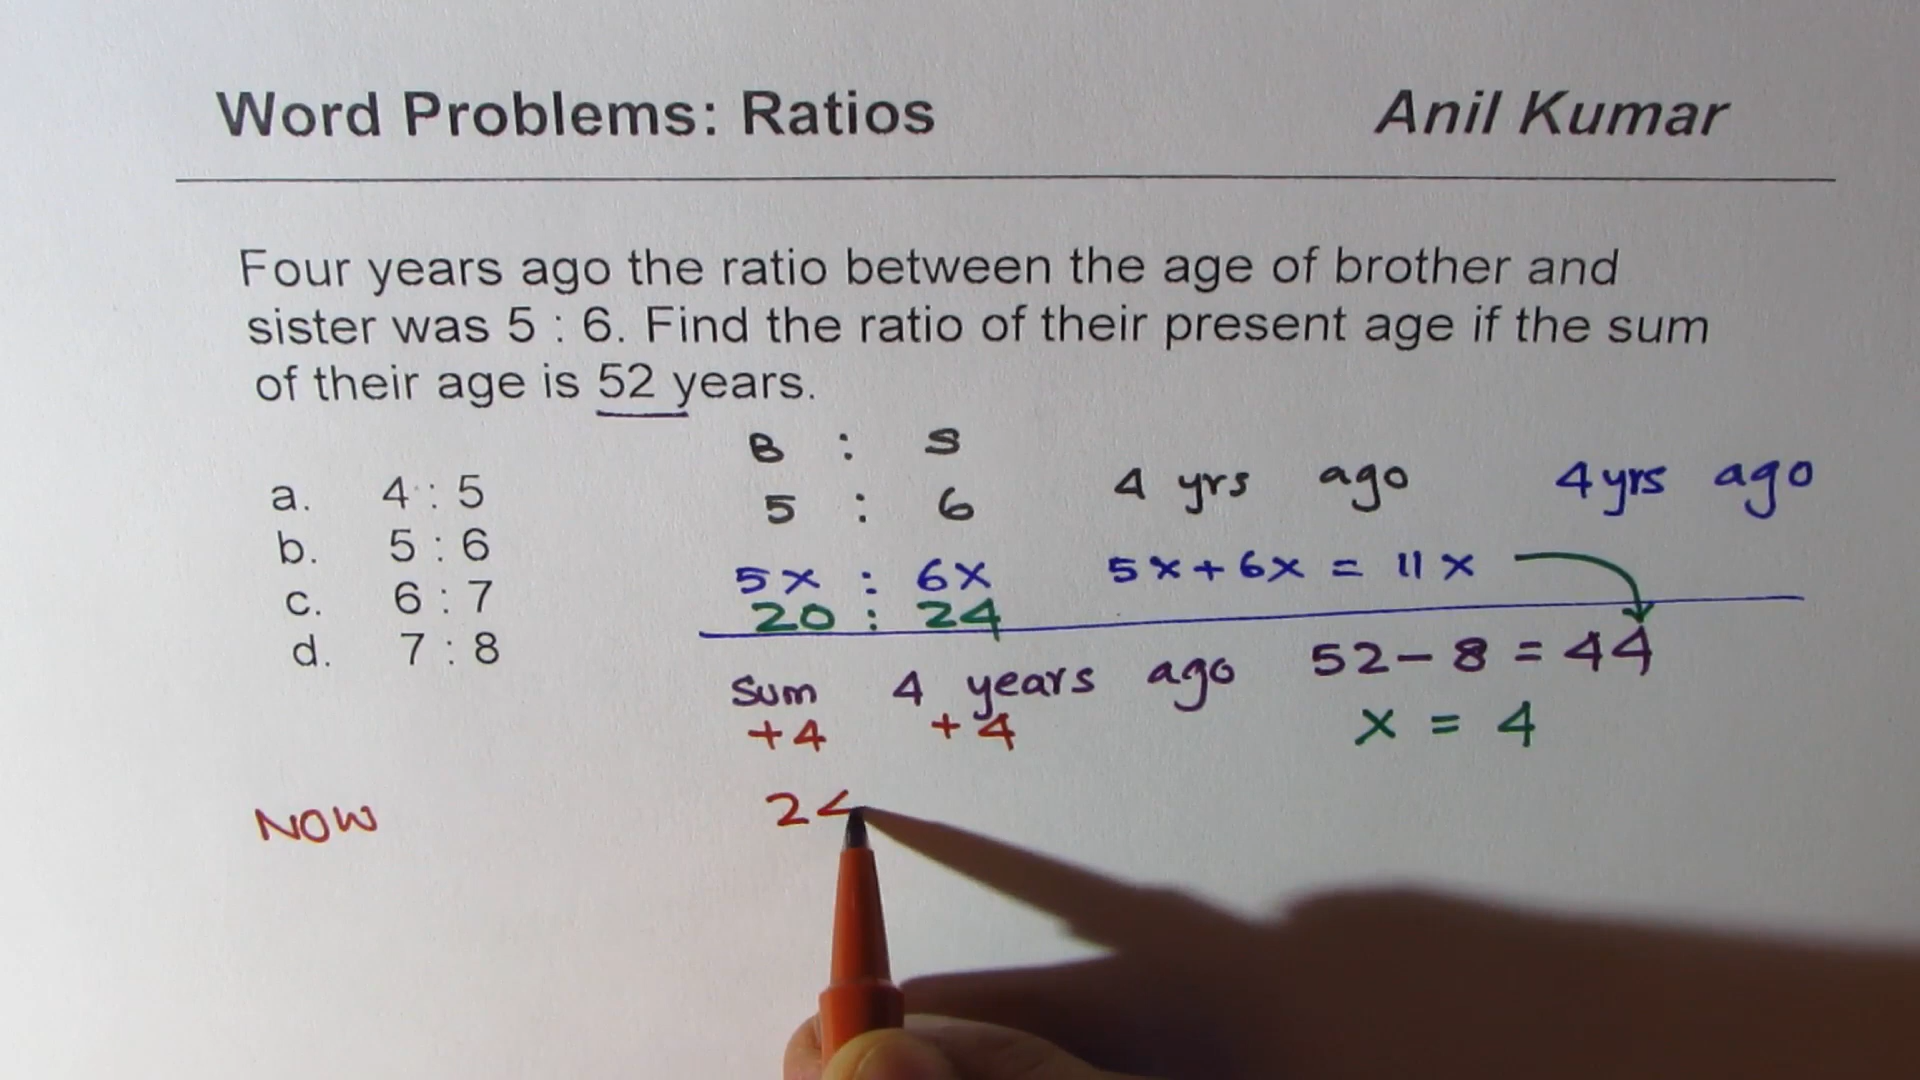 Word Problems: Ratios Anil Kumar
Four years ago the ratio between the age of brother and
sister was 5 : 6. Find the ratio of their present age if the sum
of their age is 52 years.
B : S
a. 4 : 5
5 : 6 4 yrs ago 4 yrs ago
b. 5 : 6
5x : 6x 5x + 6x = 11x
c. 6 : 7
20 : 24
d. 7 : 8
Sum 4 years ago 52 - 8 = 44
+4 +4 x = 4
NOW 24